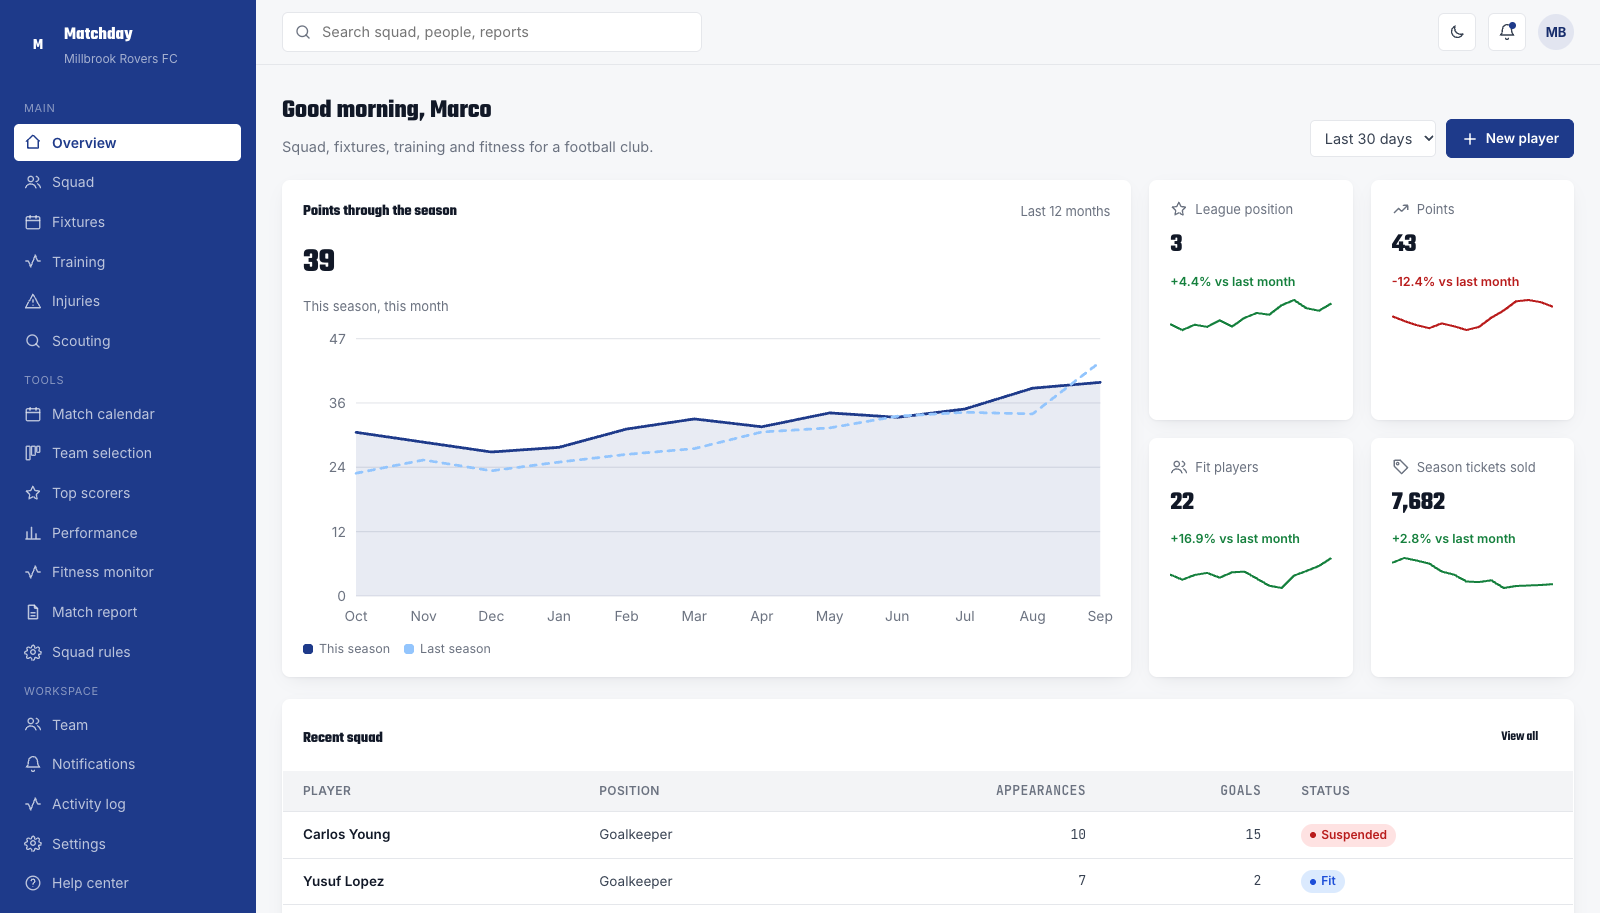 M
Matchday
Millbrook Rovers FC
MAIN
Overview
Squad
Fixtures
Training
Injuries
Scouting
TOOLS
Match calendar
Team selection
Top scorers
Performance
Fitness monitor
Match report
Squad rules
WORKSPACE
Team
Notifications
Activity log
Settings
Help center
Search squad, people, reports
MB
Good morning, Marco
Squad, fixtures, training and fitness for a football club.
Last 30 days
New player
Points through the season
Last 12 months
39
This season, this month
47
36
24
12
0
Oct Nov Dec Jan Feb Mar Apr May Jun Jul Aug Sep
This season Last season
League position
3
+4.4% vs last month
Points
43
-12.4% vs last month
Fit players
22
+16.9% vs last month
Season tickets sold
7,682
+2.8% vs last month
Recent squad
View all
PLAYER POSITION APPEARANCES GOALS STATUS
Carlos Young Goalkeeper 10 15 Suspended
Yusuf Lopez Goalkeeper 7 2 Fit